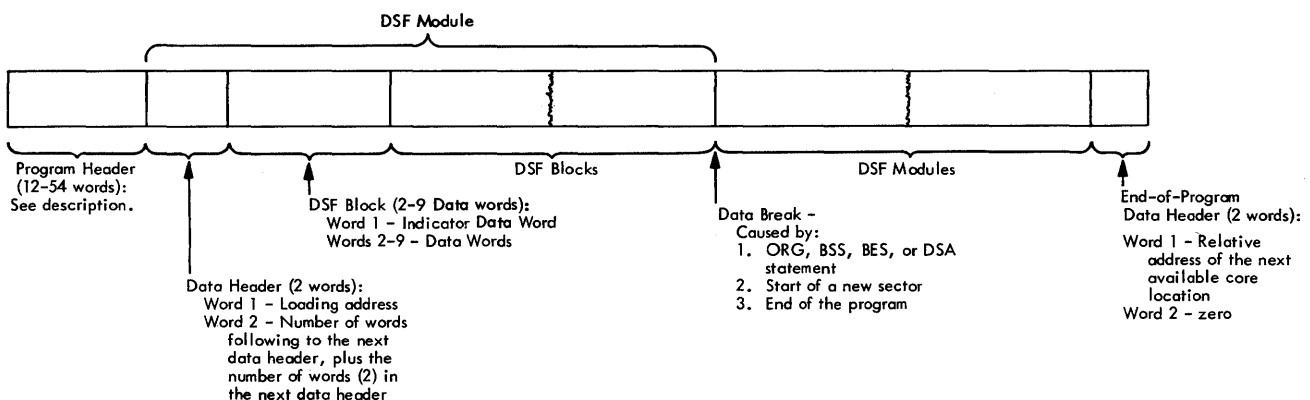 DSF Module
Program Header
(12-54 words):
See description.
Data Header (2 words):
Word 1 - Loading address
Word 2 - Number of words
following to the next
data header, plus the
number of words (2) in
the next data header
DSF Block (2-9 Data words):
Word 1 - Indicator Data Word
Words 2-9 - Data Words
DSF Blocks
Data Break -
Caused by:
1. ORG, BSS, BES, or DSA
statement
2. Start of a new sector
3. End of the program
DSF Modules
End-of-Program
Data Header (2 words):
Word 1 - Relative
address of the next
available core
location
Word 2 - zero